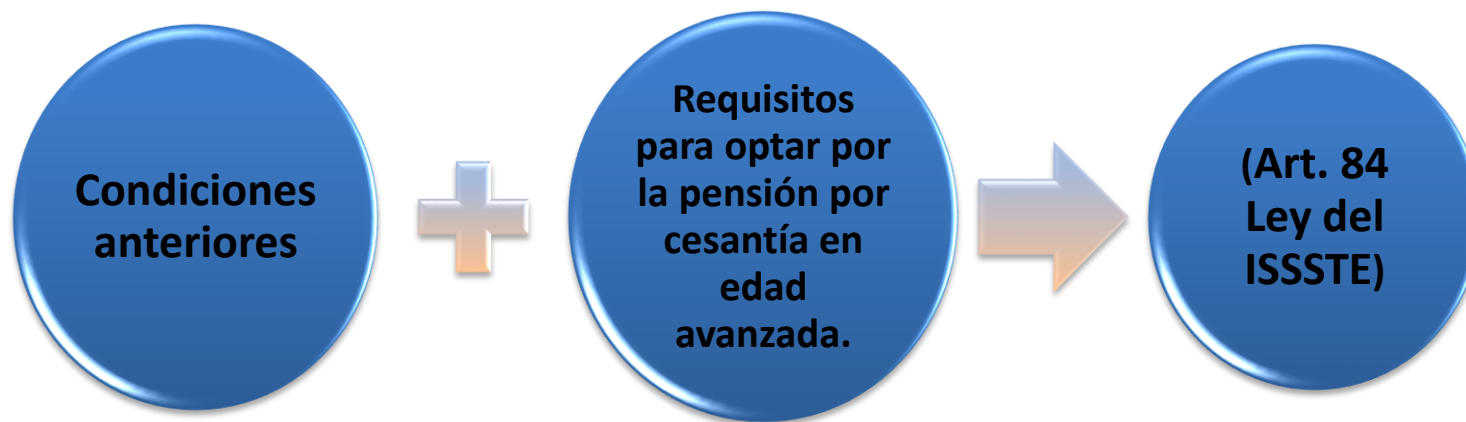 Condiciones
anteriores
Requisitos
para optar por
la pensión por
cesantía en
edad
avanzada.
(Art. 84
Ley del
ISSSTE)